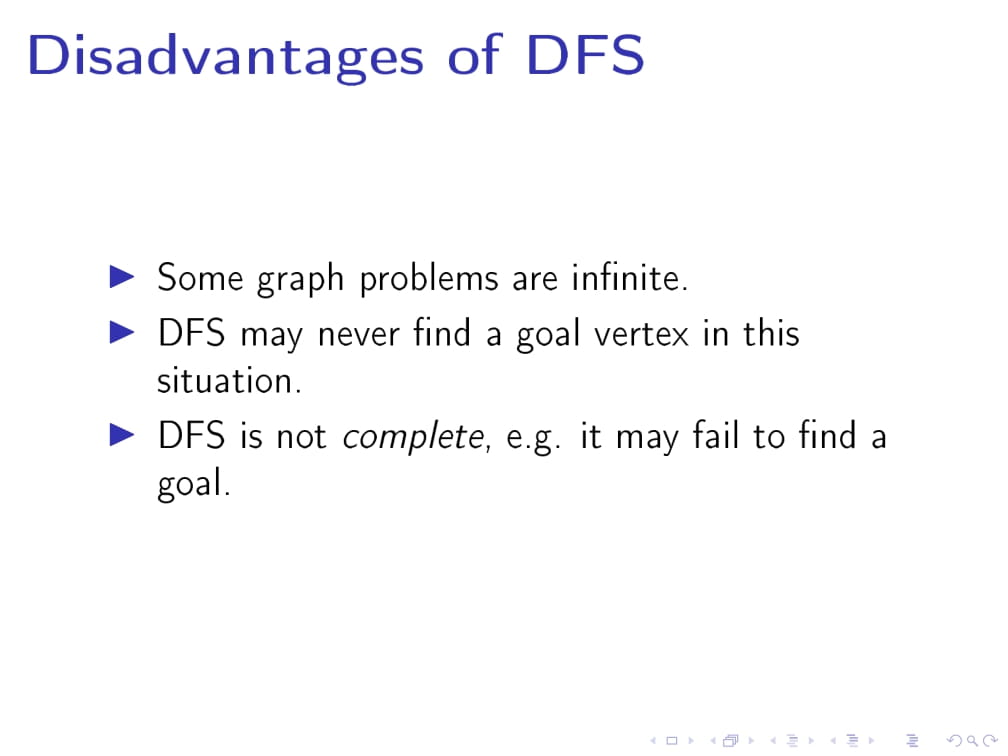 Disadvantages of DFS
Some graph problems are infinite.
DFS may never find a goal vertex in this
situation.
DFS is not complete, e.g. it may fail to find a
goal.